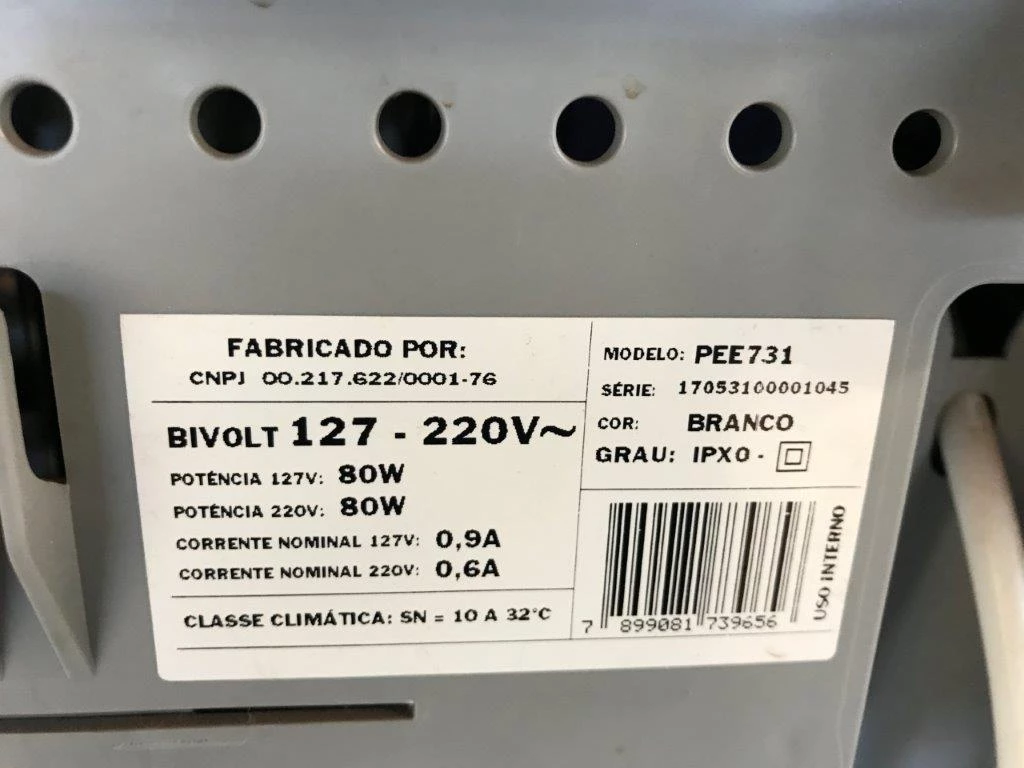 FABRICADO POR:
CNPJ 00.217.622/0001-76
BIVOLT 127 - 220V~
POTÊNCIA 127V: 80W
POTÊNCIA 220V: 80W
CORRENTE NOMINAL 127V: 0,9A
CORRENTE NOMINAL 220V: 0,6A
CLASSE CLIMÁTICA: SN = 10 A 32°C
MODELO: PEE731
SÉRIE: 17053100001045
COR: BRANCO
GRAU: IPX0 -
7 899081 739656
USO INTERNO